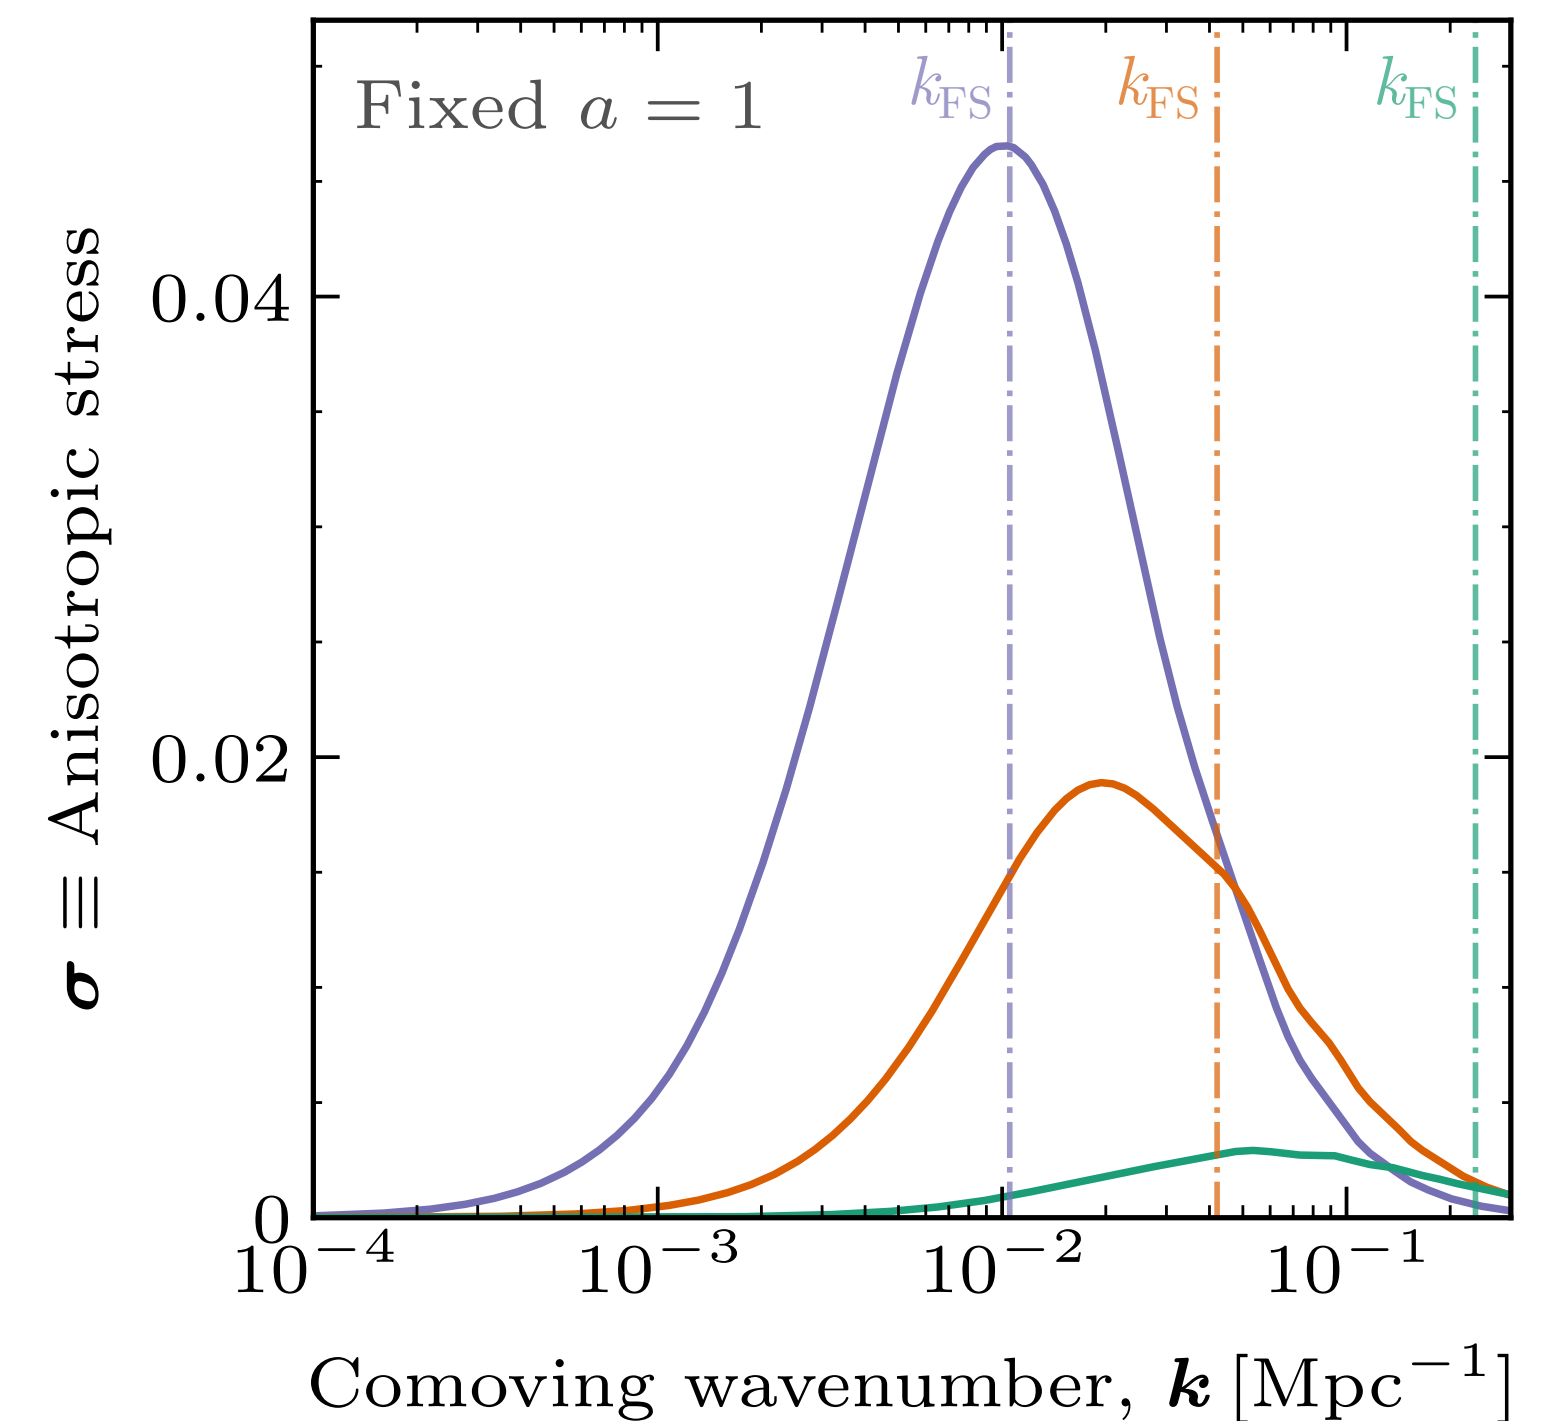 Fixed a = 1
k_FS k_FS k_FS
σ ≡ Anisotropic stress
0.04
0.02
0
10⁻⁴ 10⁻³ 10⁻² 10⁻¹
Comoving wavenumber, k [Mpc⁻¹]